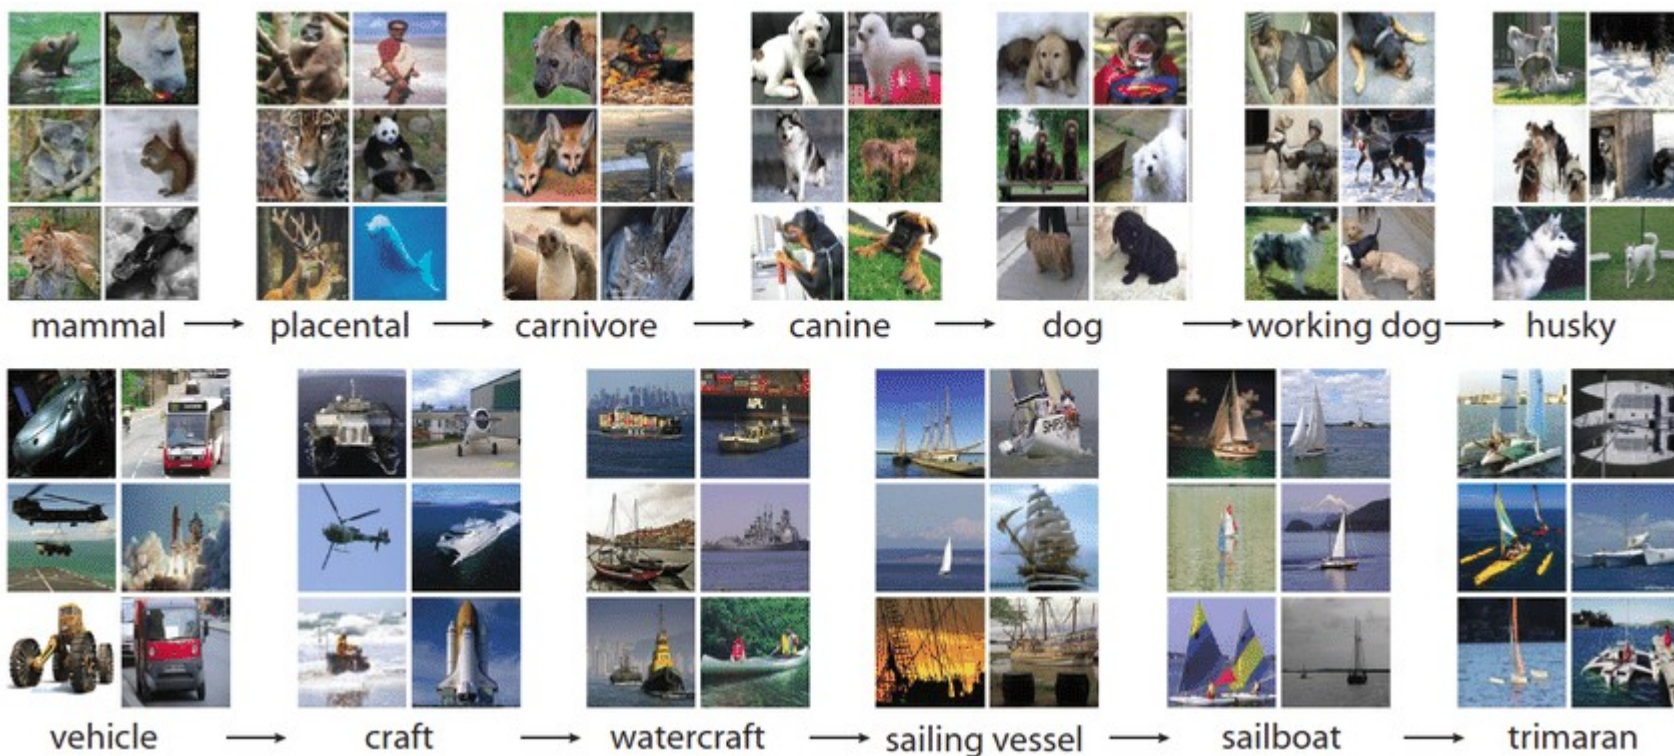 mammal → placental → carnivore → canine → dog → working dog → husky
vehicle → craft → watercraft → sailing vessel → sailboat → trimaran